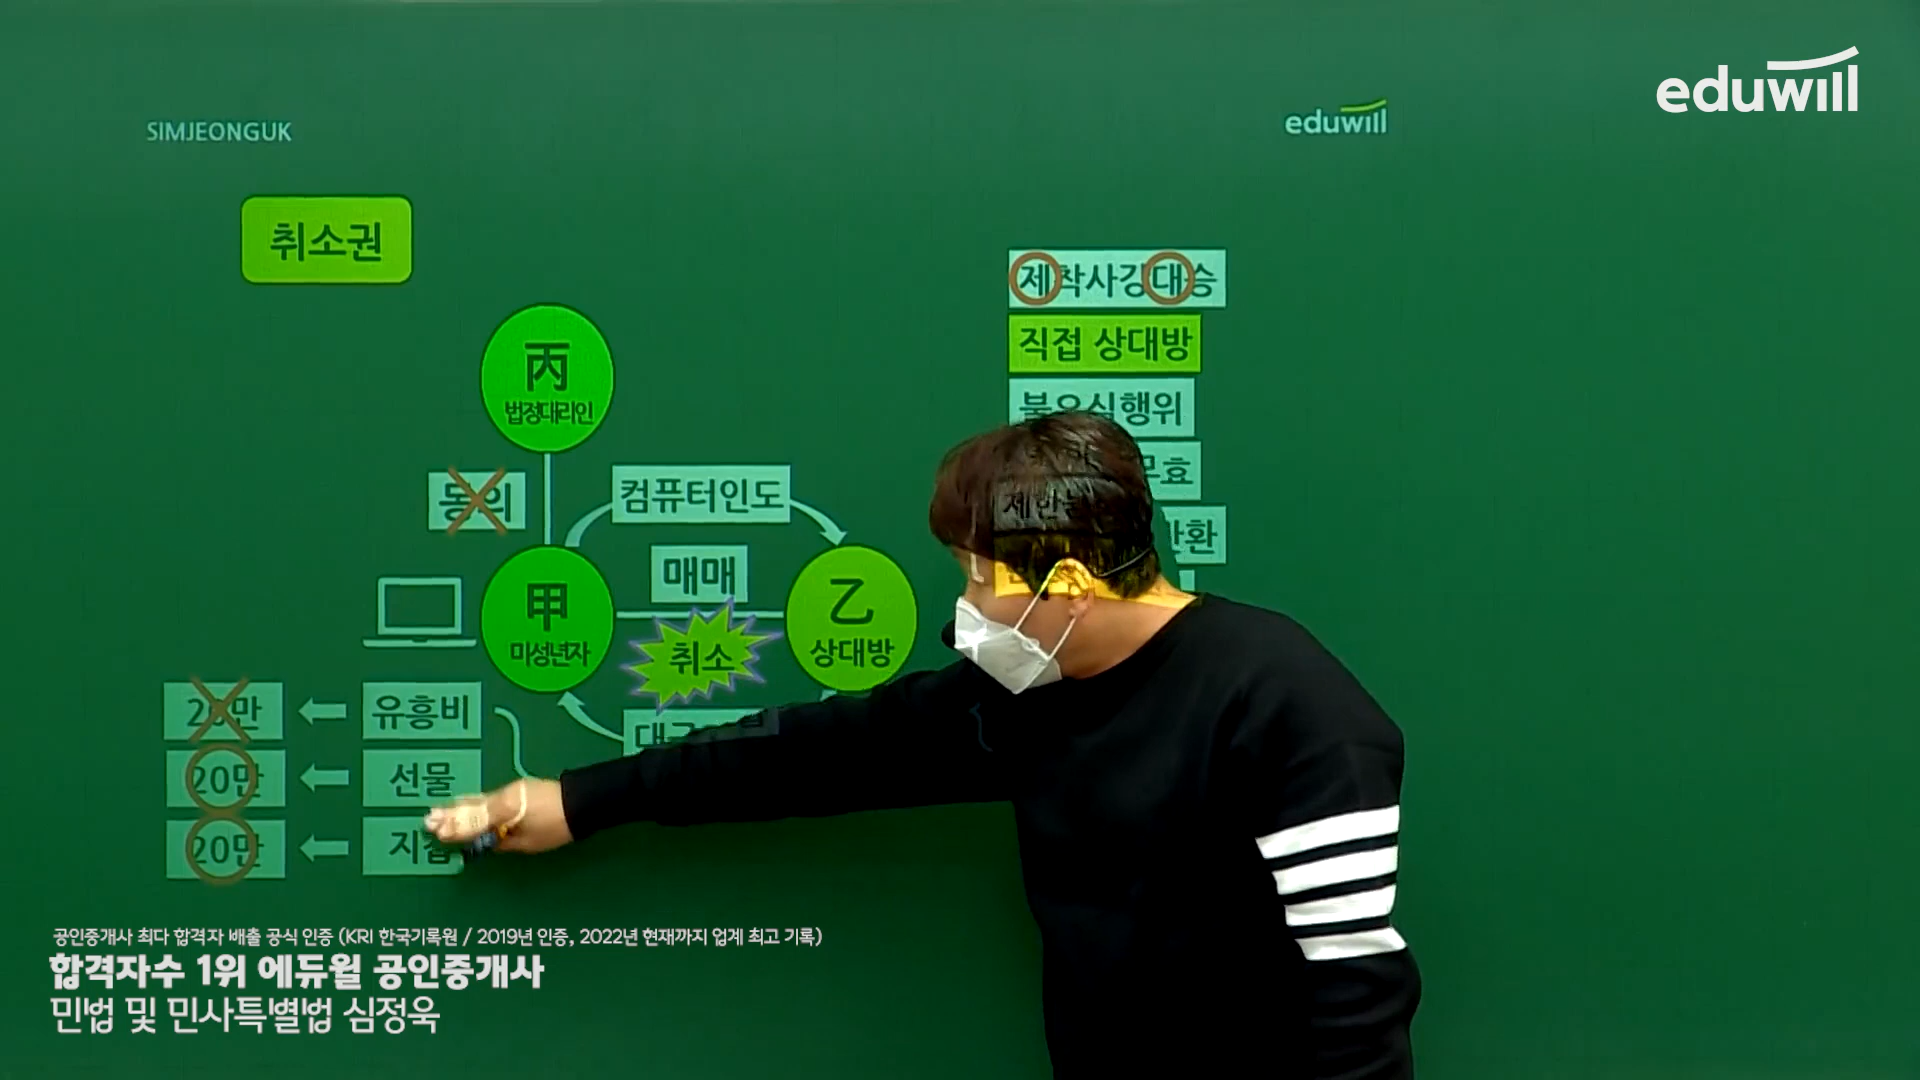 eduwill
SIMJEONGUK
eduwill
취소권
제착사강대승
직접 상대방
丙
법정대리인
동의
컴퓨터인도
매매
甲
미성년자
乙
상대방
취소
20만
유흥비
20만
선물
20만
지갑
공인중개사 최다 합격자 배출 공식 인증 (KRI 한국기록원 / 2019년 인증, 2022년 현재까지 업계 최고 기록)
합격자수 1위 에듀윌 공인중개사
민법 및 민사특별법 심정욱